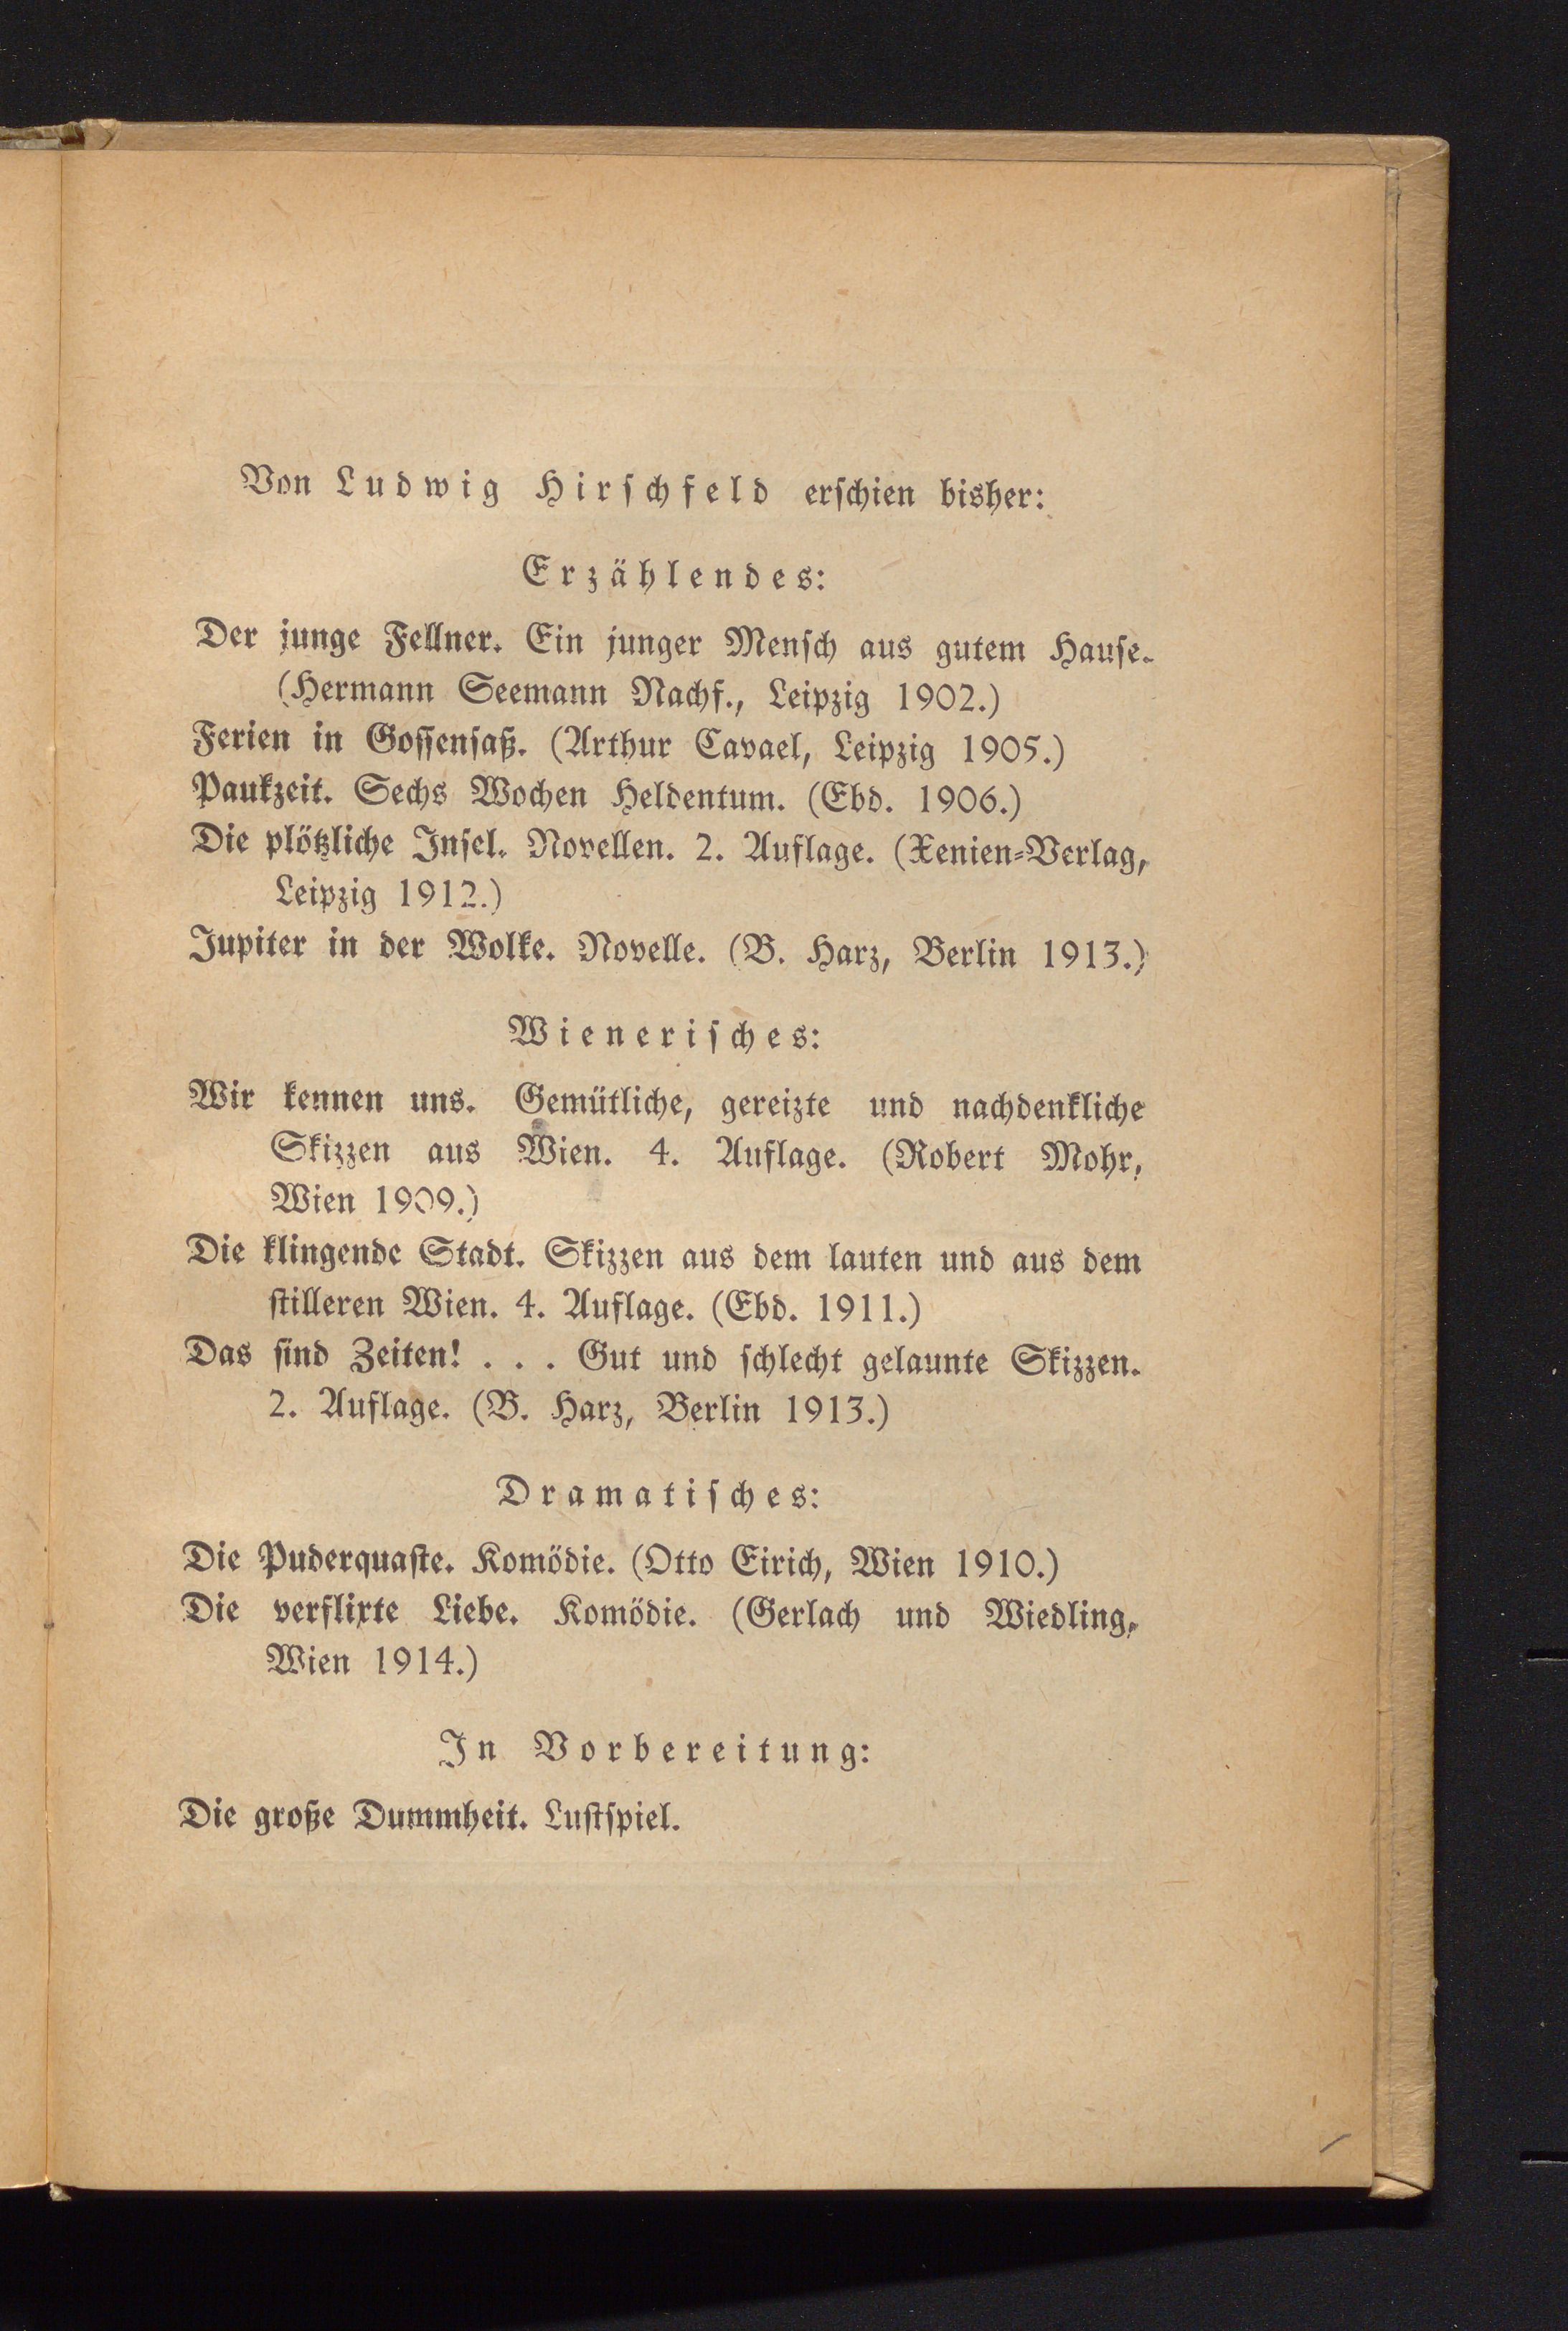 Von Ludwig Hirschfeld erschien bisher:
Erzählendes:
Der junge Fellner. Ein junger Mensch aus gutem Hause.
(Hermann Seemann Nachf., Leipzig 1902.)
Ferien in Gossensaß. (Arthur Cavael, Leipzig 1905.)
Paukzeit. Sechs Wochen Heldentum. (Ebd. 1906.)
Die plötzliche Insel. Novellen. 2. Auflage. (Xenien-Verlag,
Leipzig 1912.)
Jupiter in der Wolke. Novelle. (B. Harz, Berlin 1913.)
Wienerisches:
Wir kennen uns. Gemütliche, gereizte und nachdenkliche
Skizzen aus Wien. 4. Auflage. (Robert Mohr,
Wien 1909.)
Die klingende Stadt. Skizzen aus dem lauten und aus dem
stilleren Wien. 4. Auflage. (Ebd. 1911.)
Das sind Zeiten! . . . Gut und schlecht gelaunte Skizzen.
2. Auflage. (B. Harz, Berlin 1913.)
Dramatisches:
Die Puderquaste. Komödie. (Otto Eirich, Wien 1910.)
Die verflixte Liebe. Komödie. (Gerlach und Wiedling,
Wien 1914.)
In Vorbereitung:
Die große Dummheit. Lustspiel.